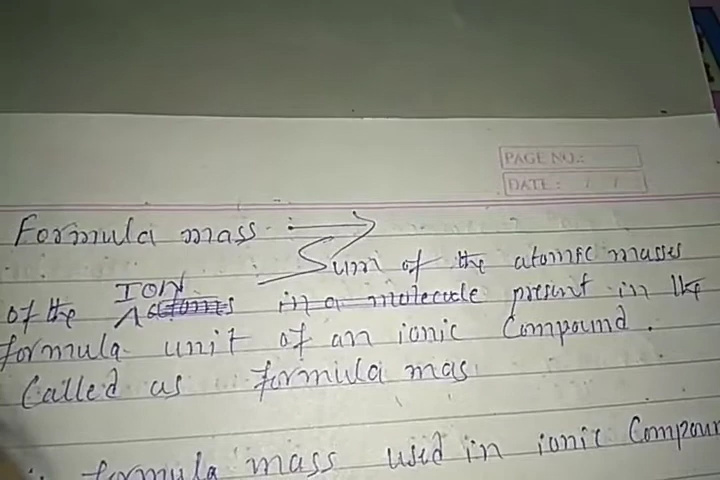 PAGE NO.:
DATE : / /
Formula mass :
Sum of the atomic masses
of the ION present in the
formula unit of an ionic Compound.
Called as formula mas
formula mass used in ionic Compoun